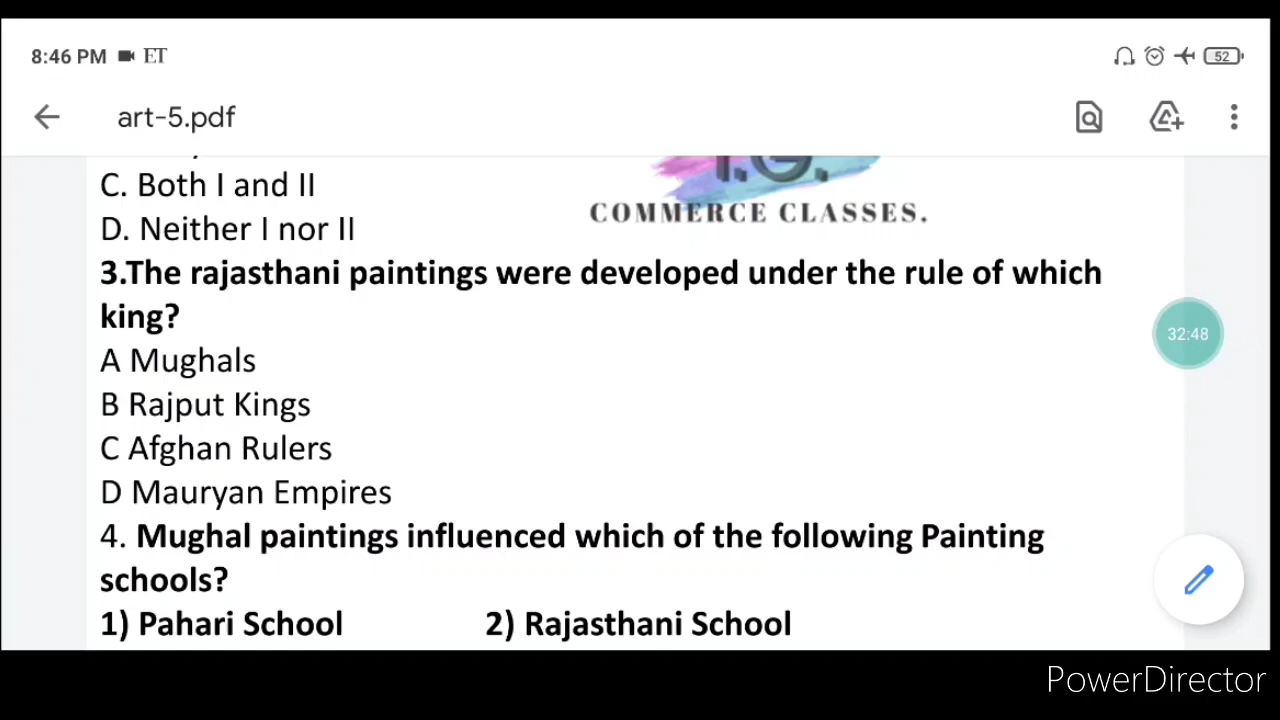 8:46 PM ET 52
art-5.pdf
C. Both I and II
I.G.
D. Neither I nor II
COMMERCE CLASSES.
3.The rajasthani paintings were developed under the rule of which
king?
32:48
A Mughals
B Rajput Kings
C Afghan Rulers
D Mauryan Empires
4. Mughal paintings influenced which of the following Painting
schools?
1) Pahari School 2) Rajasthani School
PowerDirector